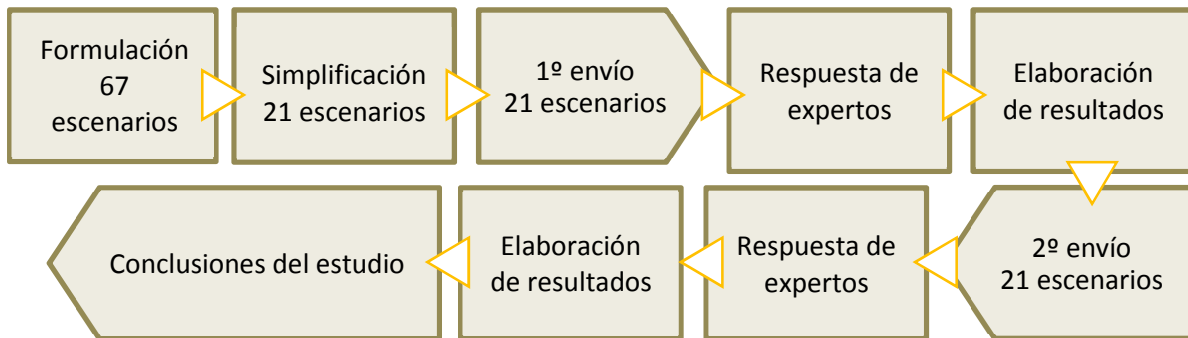 Formulación
67
escenarios
Simplificación
21 escenarios
1º envío
21 escenarios
Respuesta de
expertos
Elaboración
de resultados
2º envío
21 escenarios
Respuesta de
expertos
Elaboración
de resultados
Conclusiones del estudio